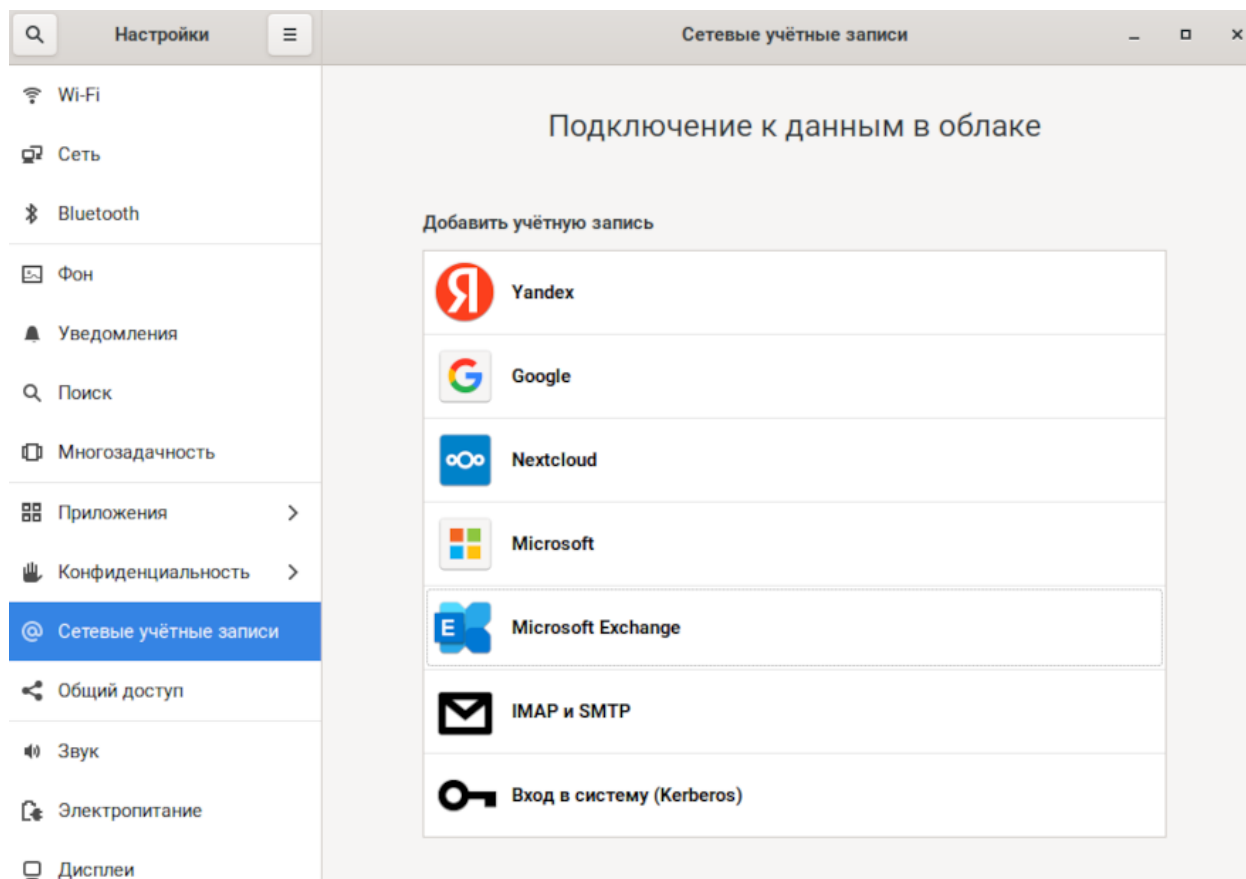 Настройки
Сетевые учётные записи
Wi-Fi
Сеть
Bluetooth
Фон
Уведомления
Поиск
Многозадачность
Приложения
Конфиденциальность
Сетевые учётные записи
Общий доступ
Звук
Электропитание
Дисплеи
Подключение к данным в облаке
Добавить учётную запись
Я
Yandex
G
Google
Nextcloud
Microsoft
E
Microsoft Exchange
IMAP и SMTP
Вход в систему (Kerberos)